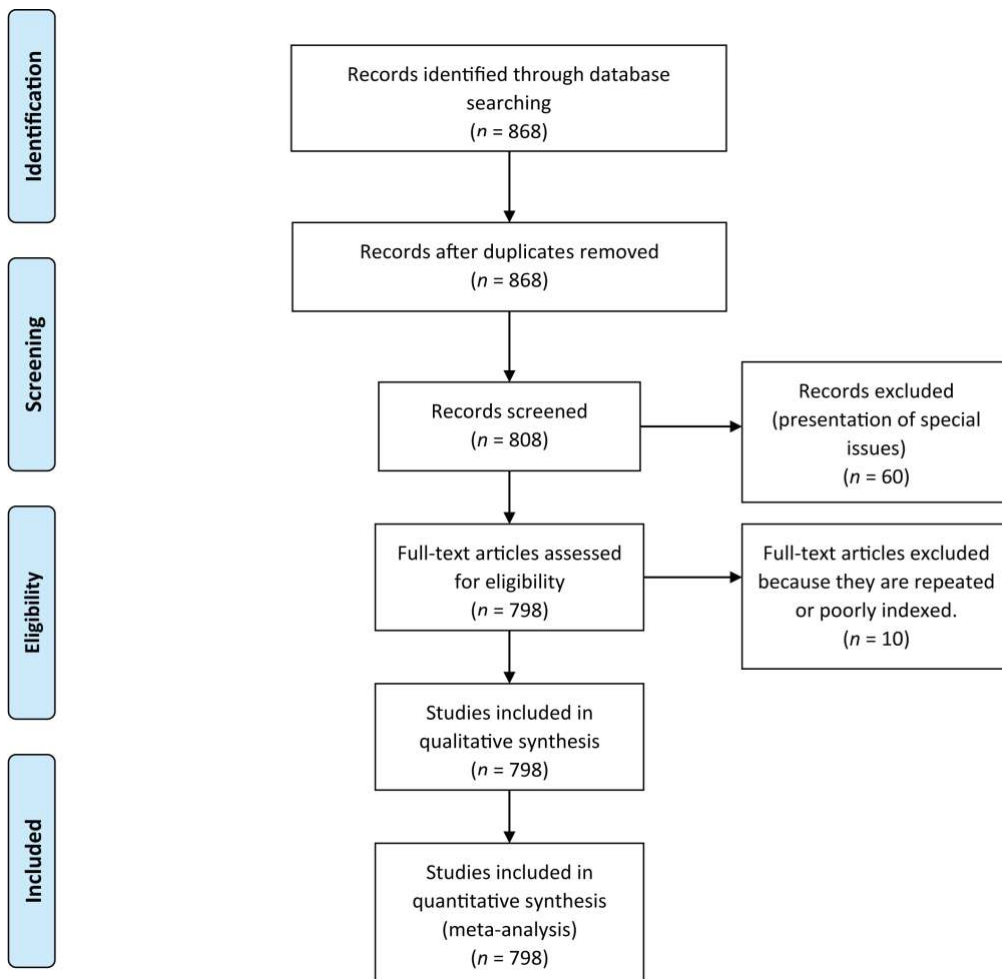 Identification
Records identified through database
searching
(n = 868)
Records after duplicates removed
(n = 868)
Screening
Records screened
(n = 808)
Records excluded
(presentation of special
issues)
(n = 60)
Eligibility
Full-text articles assessed
for eligibility
(n = 798)
Full-text articles excluded
because they are repeated
or poorly indexed.
(n = 10)
Studies included in
qualitative synthesis
(n = 798)
Included
Studies included in
quantitative synthesis
(meta-analysis)
(n = 798)